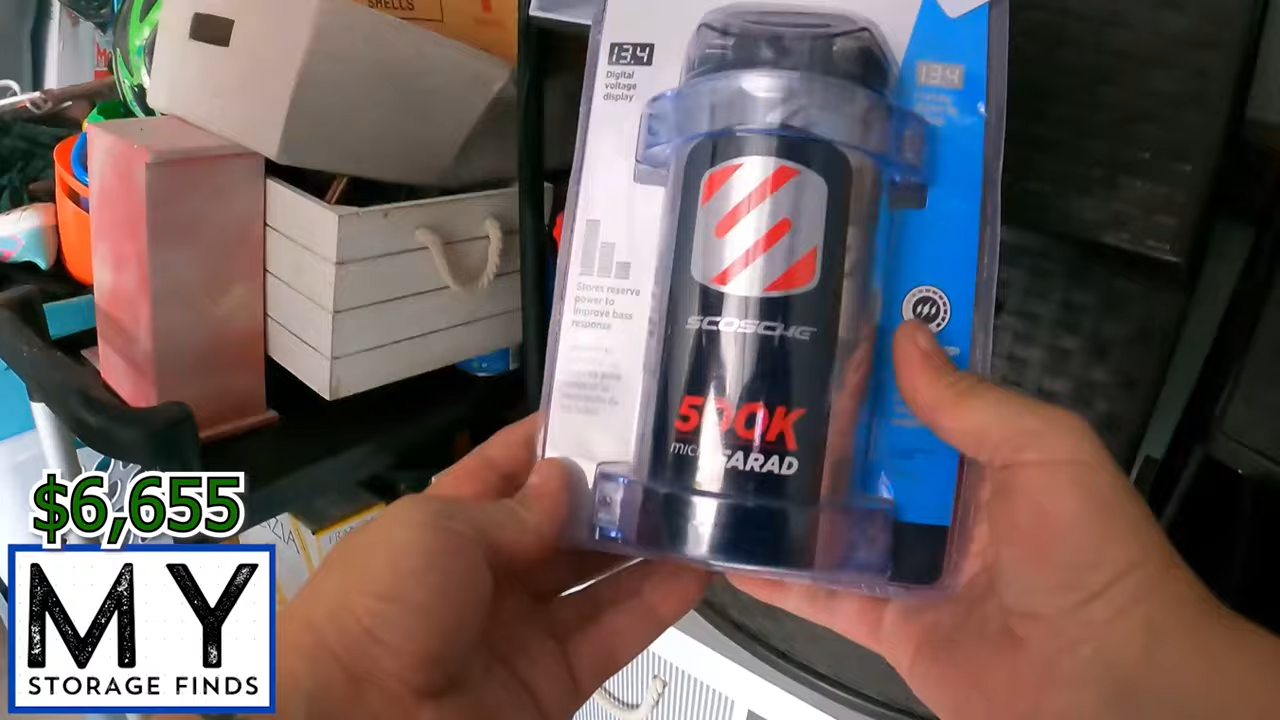 SHELLS
13.4
Digital
voltage
display
13.4
Stores reserve
power to
improve bass
response
SCOSCHE
500K
microFARAD
$6,655
MY
STORAGE FINDS